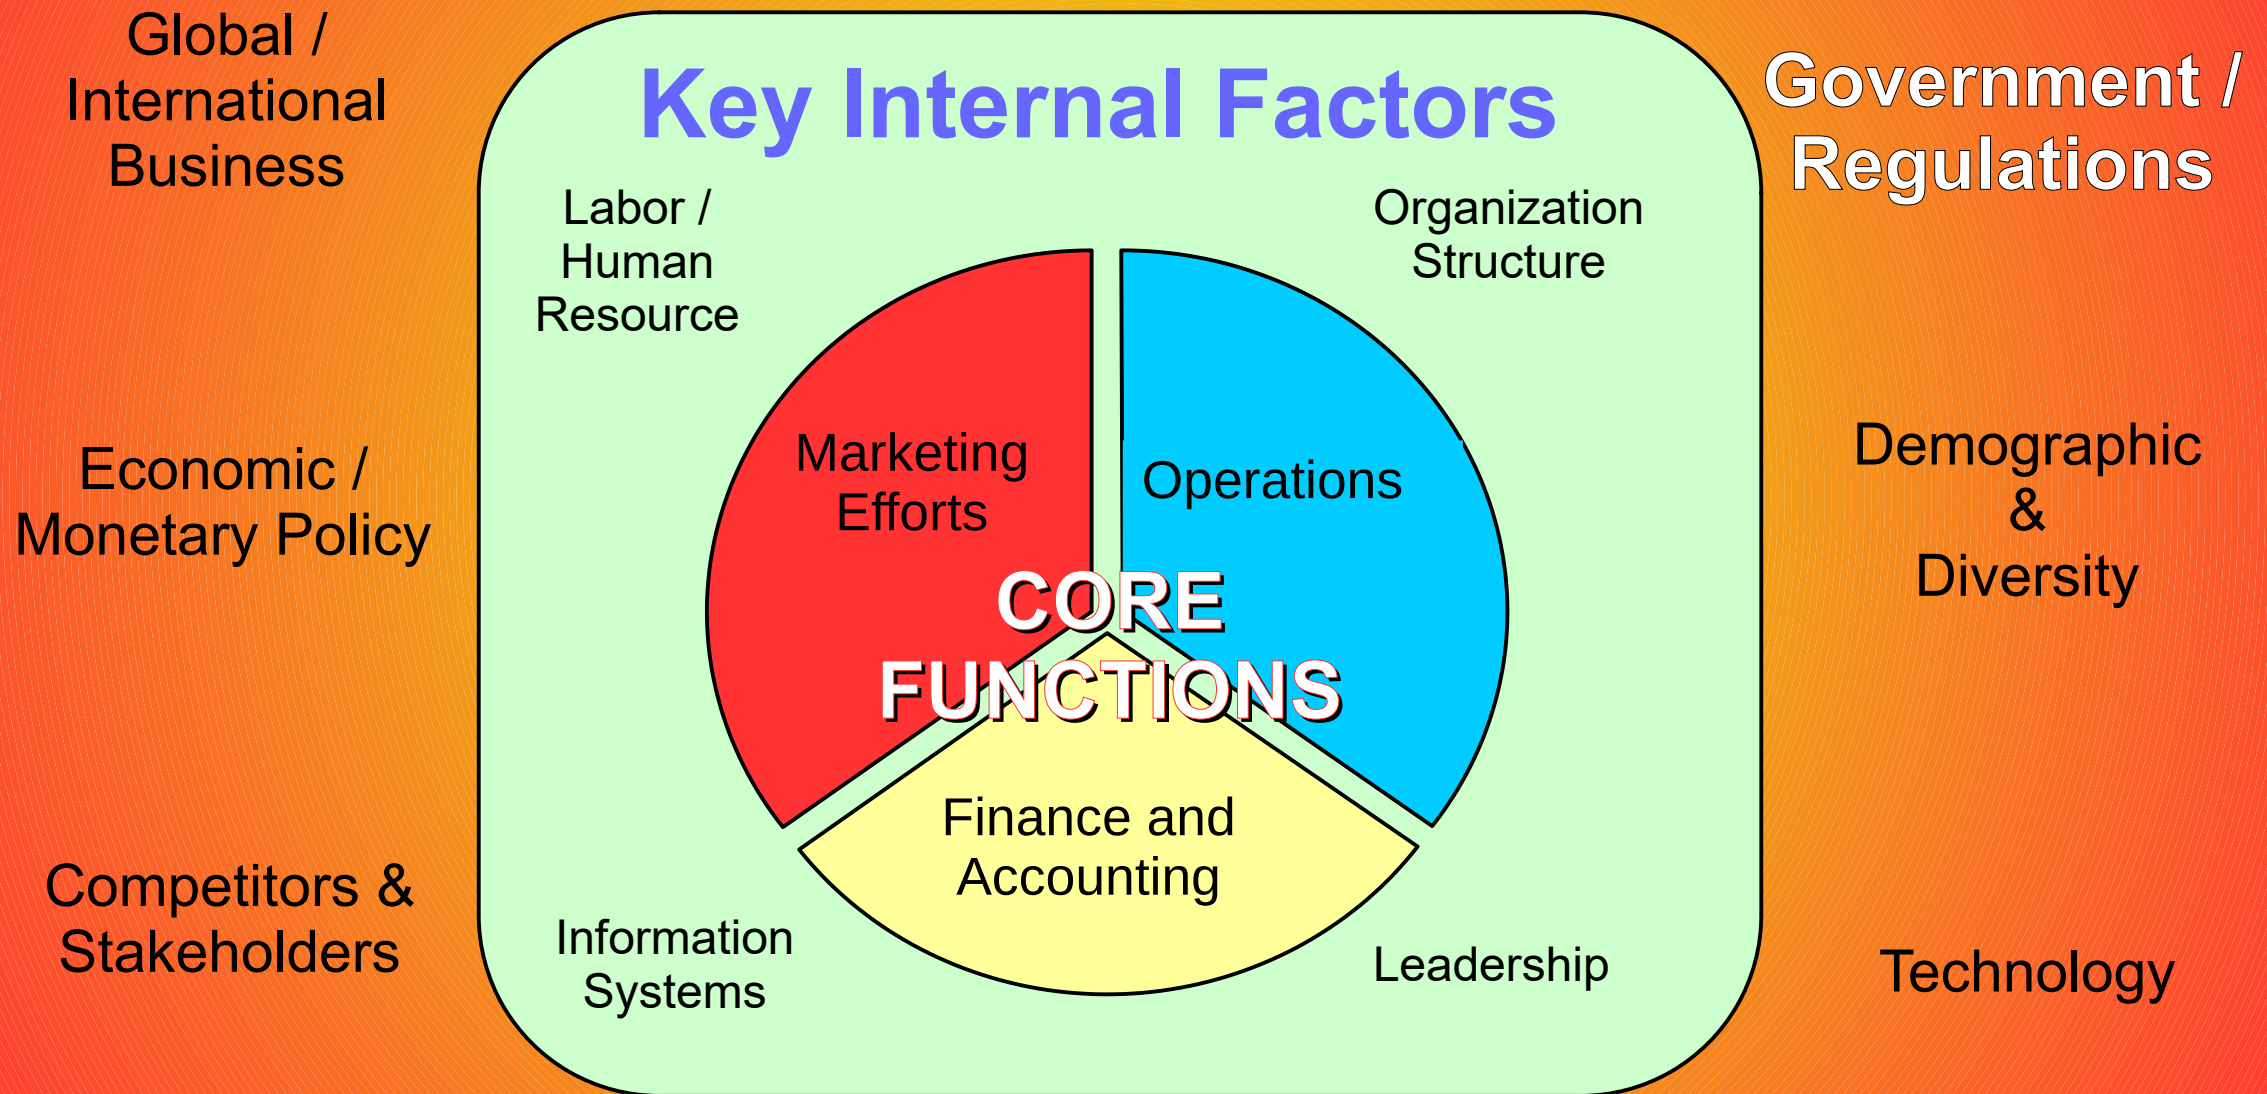 Global /
International
Business
Key Internal Factors
Government /
Regulations
Labor /
Human
Resource
Organization
Structure
Economic /
Monetary Policy
Marketing
Efforts
Operations
Demographic
&
Diversity
CORE
FUNCTIONS
Finance and
Accounting
Competitors &
Stakeholders
Information
Systems
Leadership
Technology